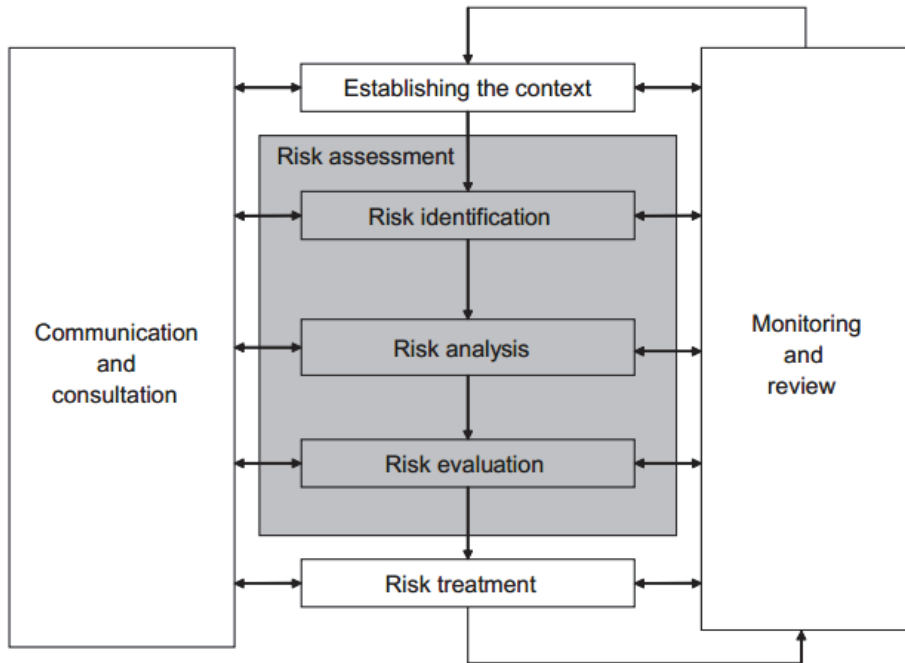 Establishing the context
Risk assessment
Risk identification
Communication
and
consultation
Risk analysis
Monitoring
and
review
Risk evaluation
Risk treatment